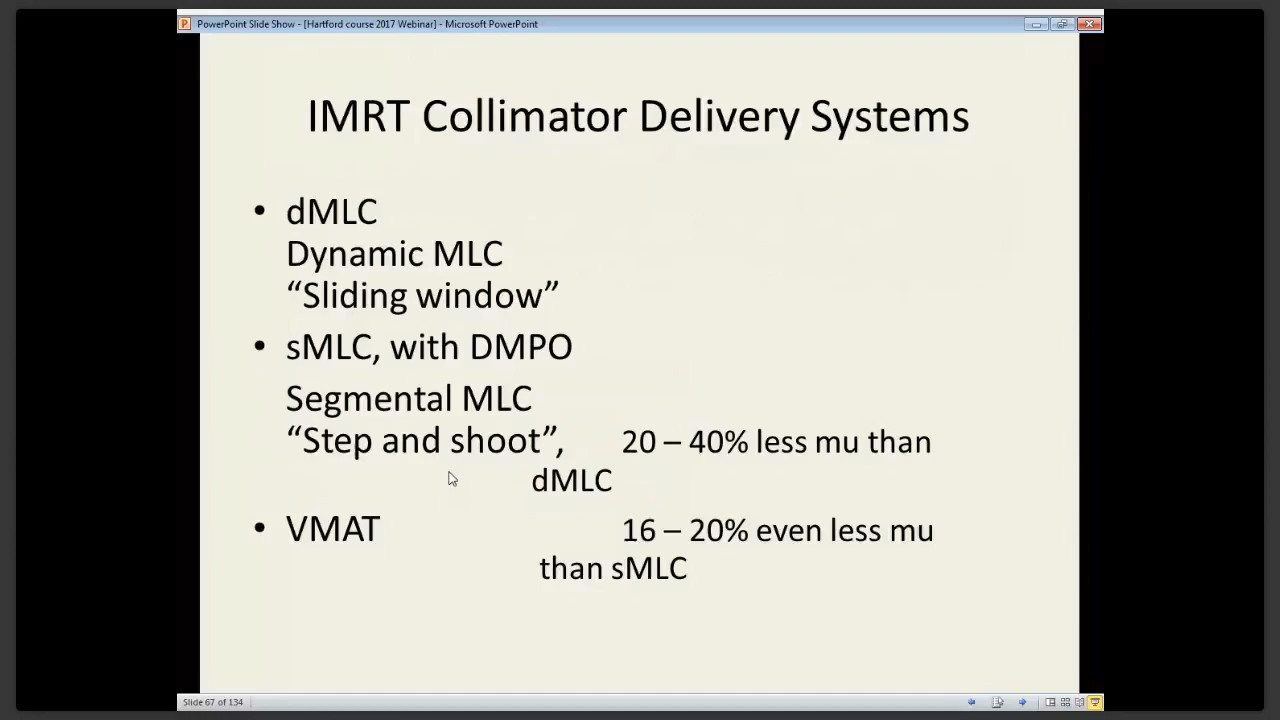 PowerPoint Slide Show - [Hartford course 2017 Webinar] - Microsoft PowerPoint
IMRT Collimator Delivery Systems
• dMLC
Dynamic MLC
“Sliding window”
• sMLC, with DMPO
Segmental MLC
“Step and shoot”, 20 – 40% less mu than
dMLC
• VMAT 16 – 20% even less mu
than sMLC
Slide 67 of 134